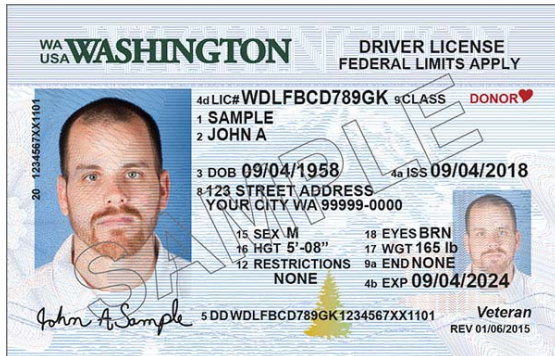 WA USA WASHINGTON
DRIVER LICENSE
FEDERAL LIMITS APPLY
4d LIC# WDLFBCD789GK 9 CLASS DONOR
1 SAMPLE
2 JOHN A
3 DOB 09/04/1958 4a ISS 09/04/2018
8 123 STREET ADDRESS
YOUR CITY WA 99999-0000
15 SEX M 18 EYES BRN
16 HGT 5'-08" 17 WGT 165 lb
12 RESTRICTIONS 9a END NONE
NONE 4b EXP 09/04/2024
20 1234567XX1101
John A Sample
5 DD WDLFBCD789GK1234567XX1101
Veteran
REV 01/06/2015
SAMPLE